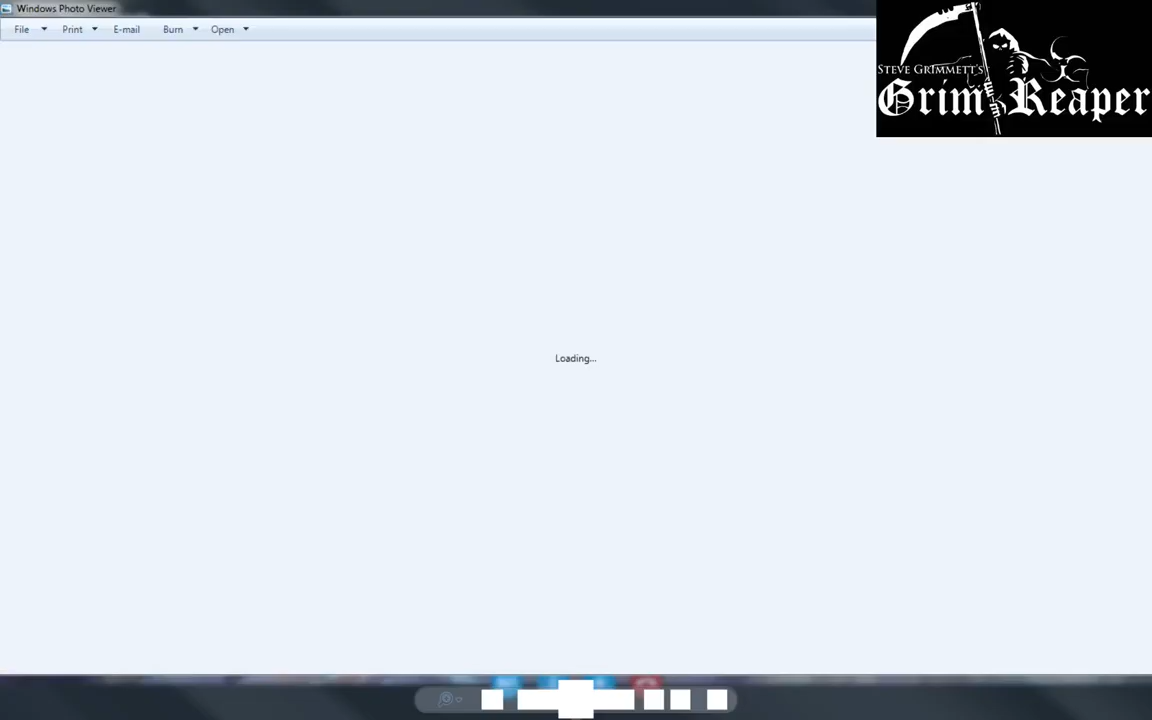 Windows Photo Viewer
File Print E-mail Burn Open
STEVE GRIMMETT'S
Grim Reaper
Loading...